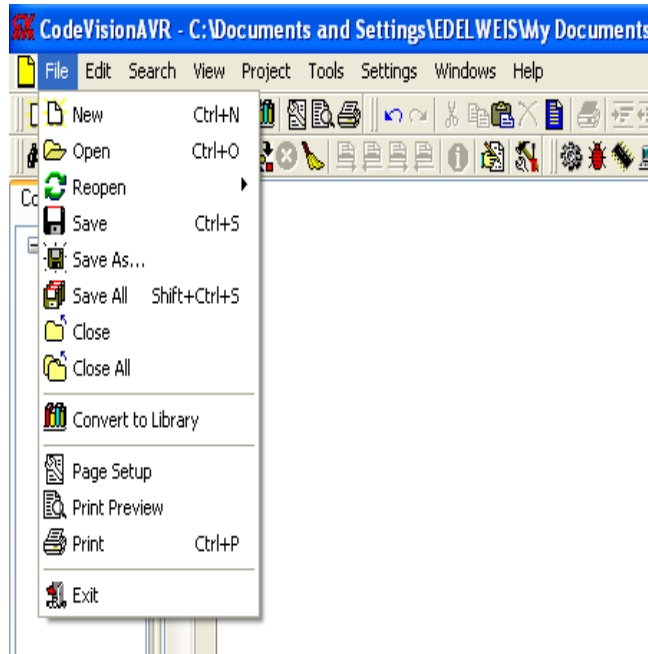 CodeVisionAVR - C:\Documents and Settings\EDELWEIS\My Documents
File Edit Search View Project Tools Settings Windows Help
New Ctrl+N
Open Ctrl+O
Reopen
Save Ctrl+S
Save As...
Save All Shift+Ctrl+S
Close
Close All
Convert to Library
Page Setup
Print Preview
Print Ctrl+P
Exit